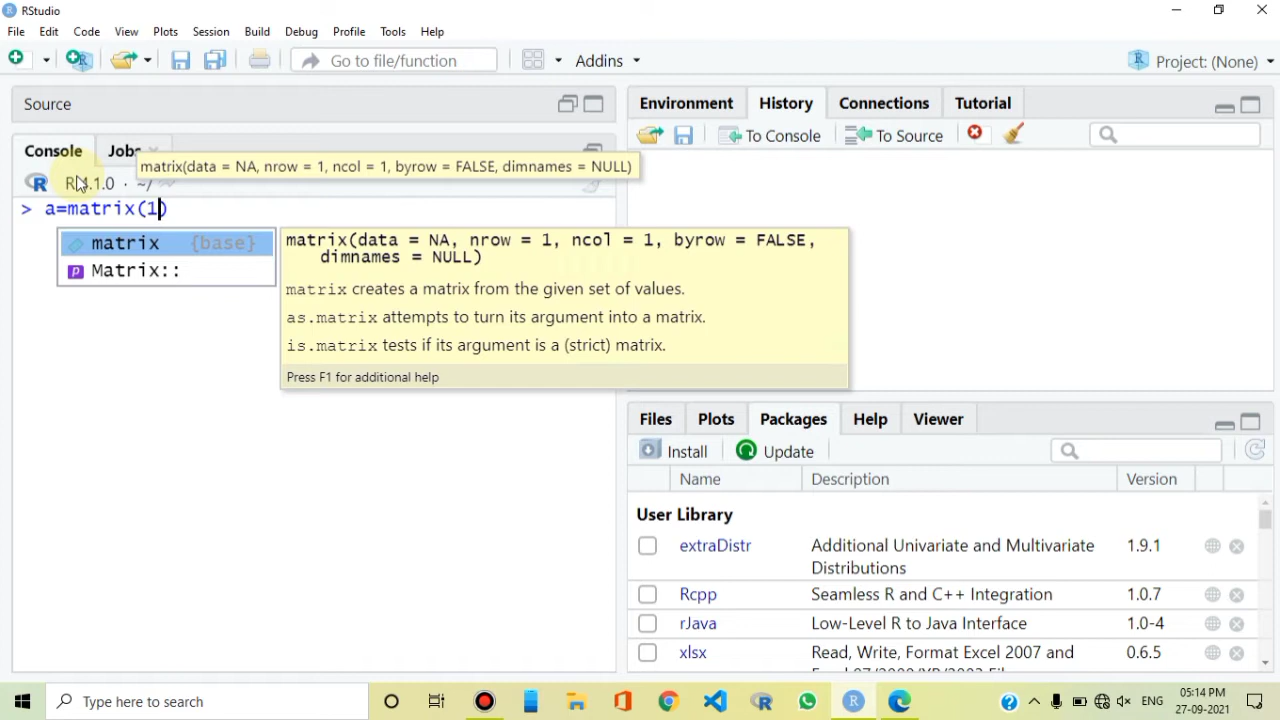 RStudio
File Edit Code View Plots Session Build Debug Profile Tools Help
Go to file/function Addins Project: (None)
Source
Environment History Connections Tutorial
To Console To Source
Console Jobs
matrix(data = NA, nrow = 1, ncol = 1, byrow = FALSE, dimnames = NULL)
R 4.1.0 · ~/
> a=matrix(1)
matrix {base}
Matrix::
matrix(data = NA, nrow = 1, ncol = 1, byrow = FALSE,
dimnames = NULL)
matrix creates a matrix from the given set of values.
as.matrix attempts to turn its argument into a matrix.
is.matrix tests if its argument is a (strict) matrix.
Press F1 for additional help
Files Plots Packages Help Viewer
Install Update
Name Description Version
User Library
extraDistr Additional Univariate and Multivariate 1.9.1
Distributions
Rcpp Seamless R and C++ Integration 1.0.7
rJava Low-Level R to Java Interface 1.0-4
xlsx Read, Write, Format Excel 2007 and 0.6.5
Type here to search
ENG
05:14 PM
27-09-2021